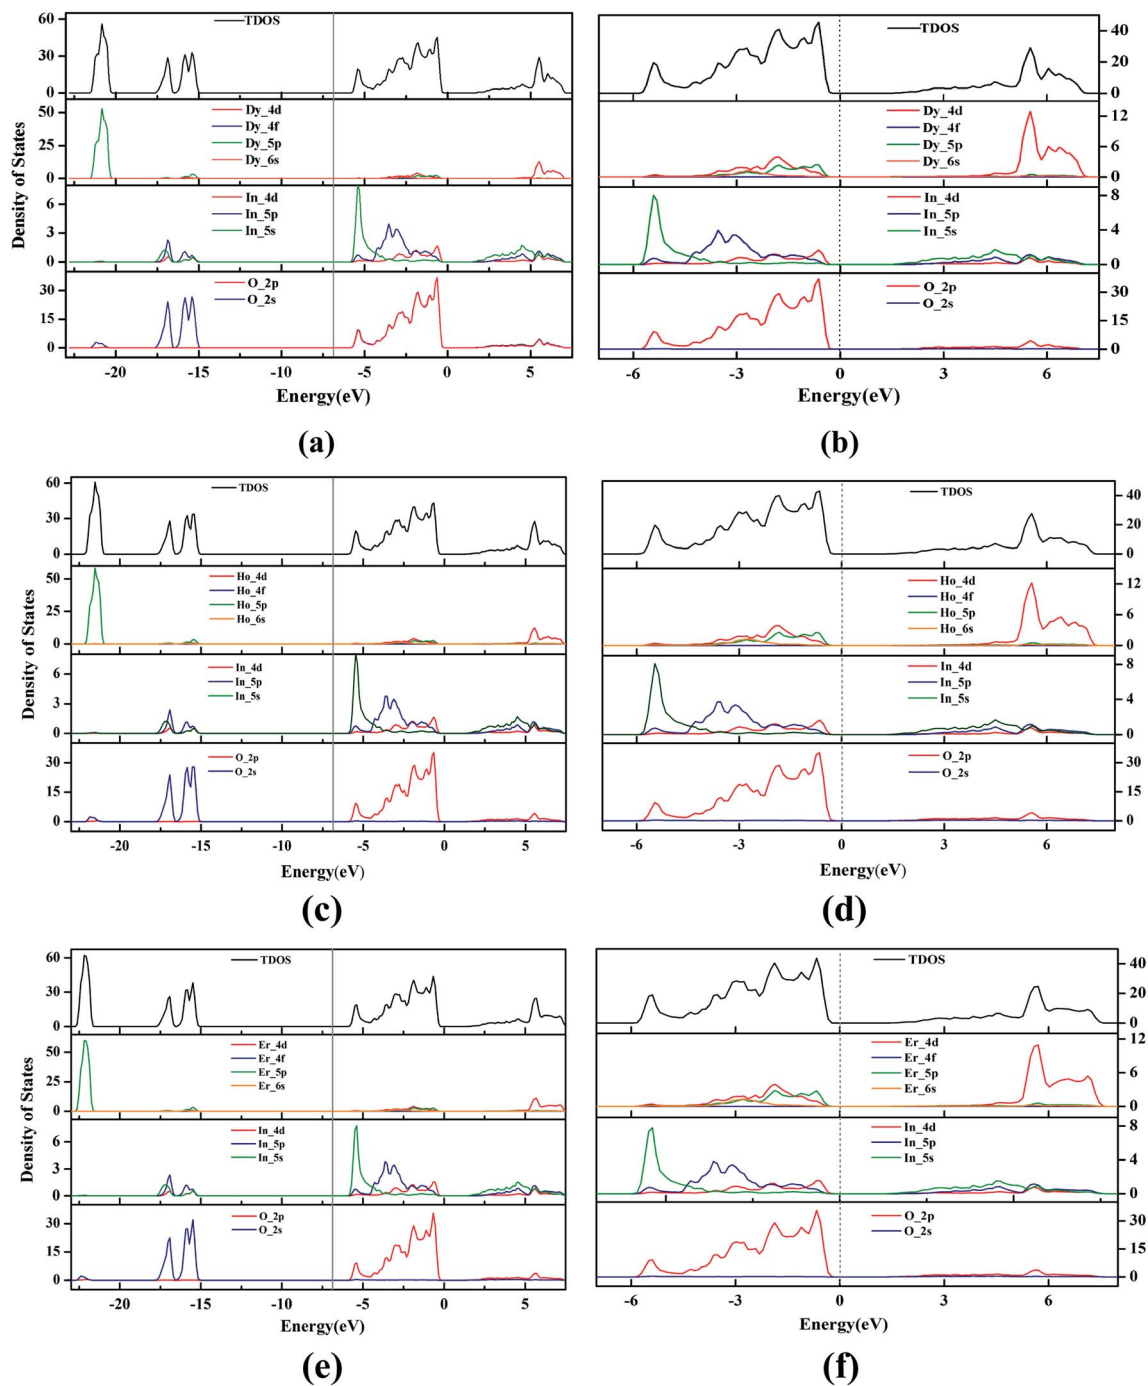 60
40
20
0
TDOS
50
25
0
Dy_4d
Dy_4f
Dy_5p
Dy_6s
6
3
0
In_4d
In_5p
In_5s
30
15
0
O_2p
O_2s
Density of States
-20 -15 -10 -5 0 5
Energy(eV)
(a)
TDOS
40
20
0
Dy_4d
Dy_4f
Dy_5p
Dy_6s
12
6
0
In_4d
In_5p
In_5s
8
4
0
O_2p
O_2s
30
15
0
-6 -3 0 3 6
Energy(eV)
(b)
60
30
0
TDOS
50
25
0
Ho_4d
Ho_4f
Ho_5p
Ho_6s
6
3
0
In_4d
In_5p
In_5s
30
15
0
O_2p
O_2s
Density of States
-20 -15 -10 -5 0 5
Energy(eV)
(c)
TDOS
40
20
0
Ho_4d
Ho_4f
Ho_5p
Ho_6s
12
6
0
In_4d
In_5p
In_5s
8
4
0
O_2p
O_2s
30
15
0
-6 -3 0 3 6
Energy(eV)
(d)
60
30
0
TDOS
50
25
0
Er_4d
Er_4f
Er_5p
Er_6s
6
3
0
In_4d
In_5p
In_5s
30
15
0
O_2p
O_2s
Density of States
-20 -15 -10 -5 0 5
Energy(eV)
(e)
TDOS
40
20
0
Er_4d
Er_4f
Er_5p
Er_6s
12
6
0
In_4d
In_5p
In_5s
8
4
0
O_2p
O_2s
30
15
0
-6 -3 0 3 6
Energy(eV)
(f)